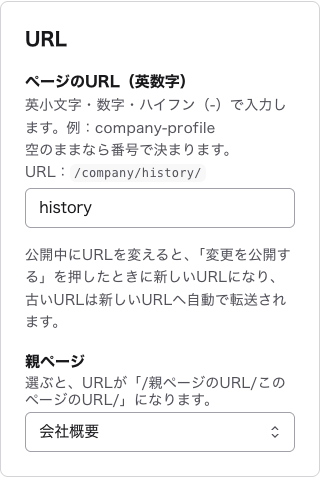 URL
ページのURL（英数字）
英小文字・数字・ハイフン（-）で入力し
ます。例：company-profile
空のままなら番号で決まります。
URL： /company/history/
history
公開中にURLを変えると、「変更を公開す
る」を押したときに新しいURLになり、
古いURLは新しいURLへ自動で転送され
ます。
親ページ
選ぶと、URLが「/親ページのURL/この
ページのURL/」になります。
会社概要